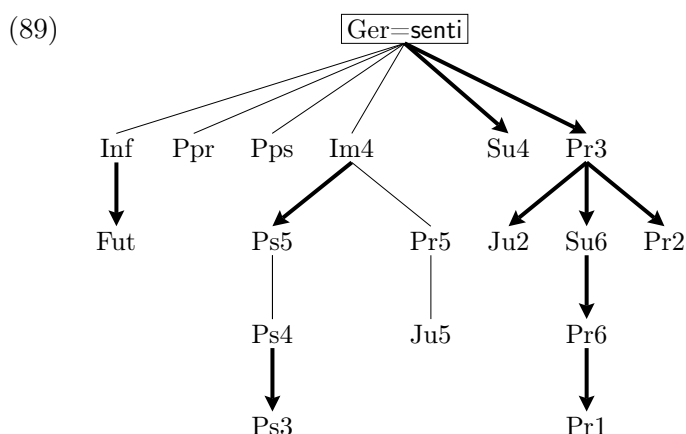 (89) Ger=senti
Inf Ppr Pps Im4 Su4 Pr3
Fut Ps5 Pr5 Ju2 Su6 Pr2
Ps4 Ju5 Pr6
Ps3 Pr1